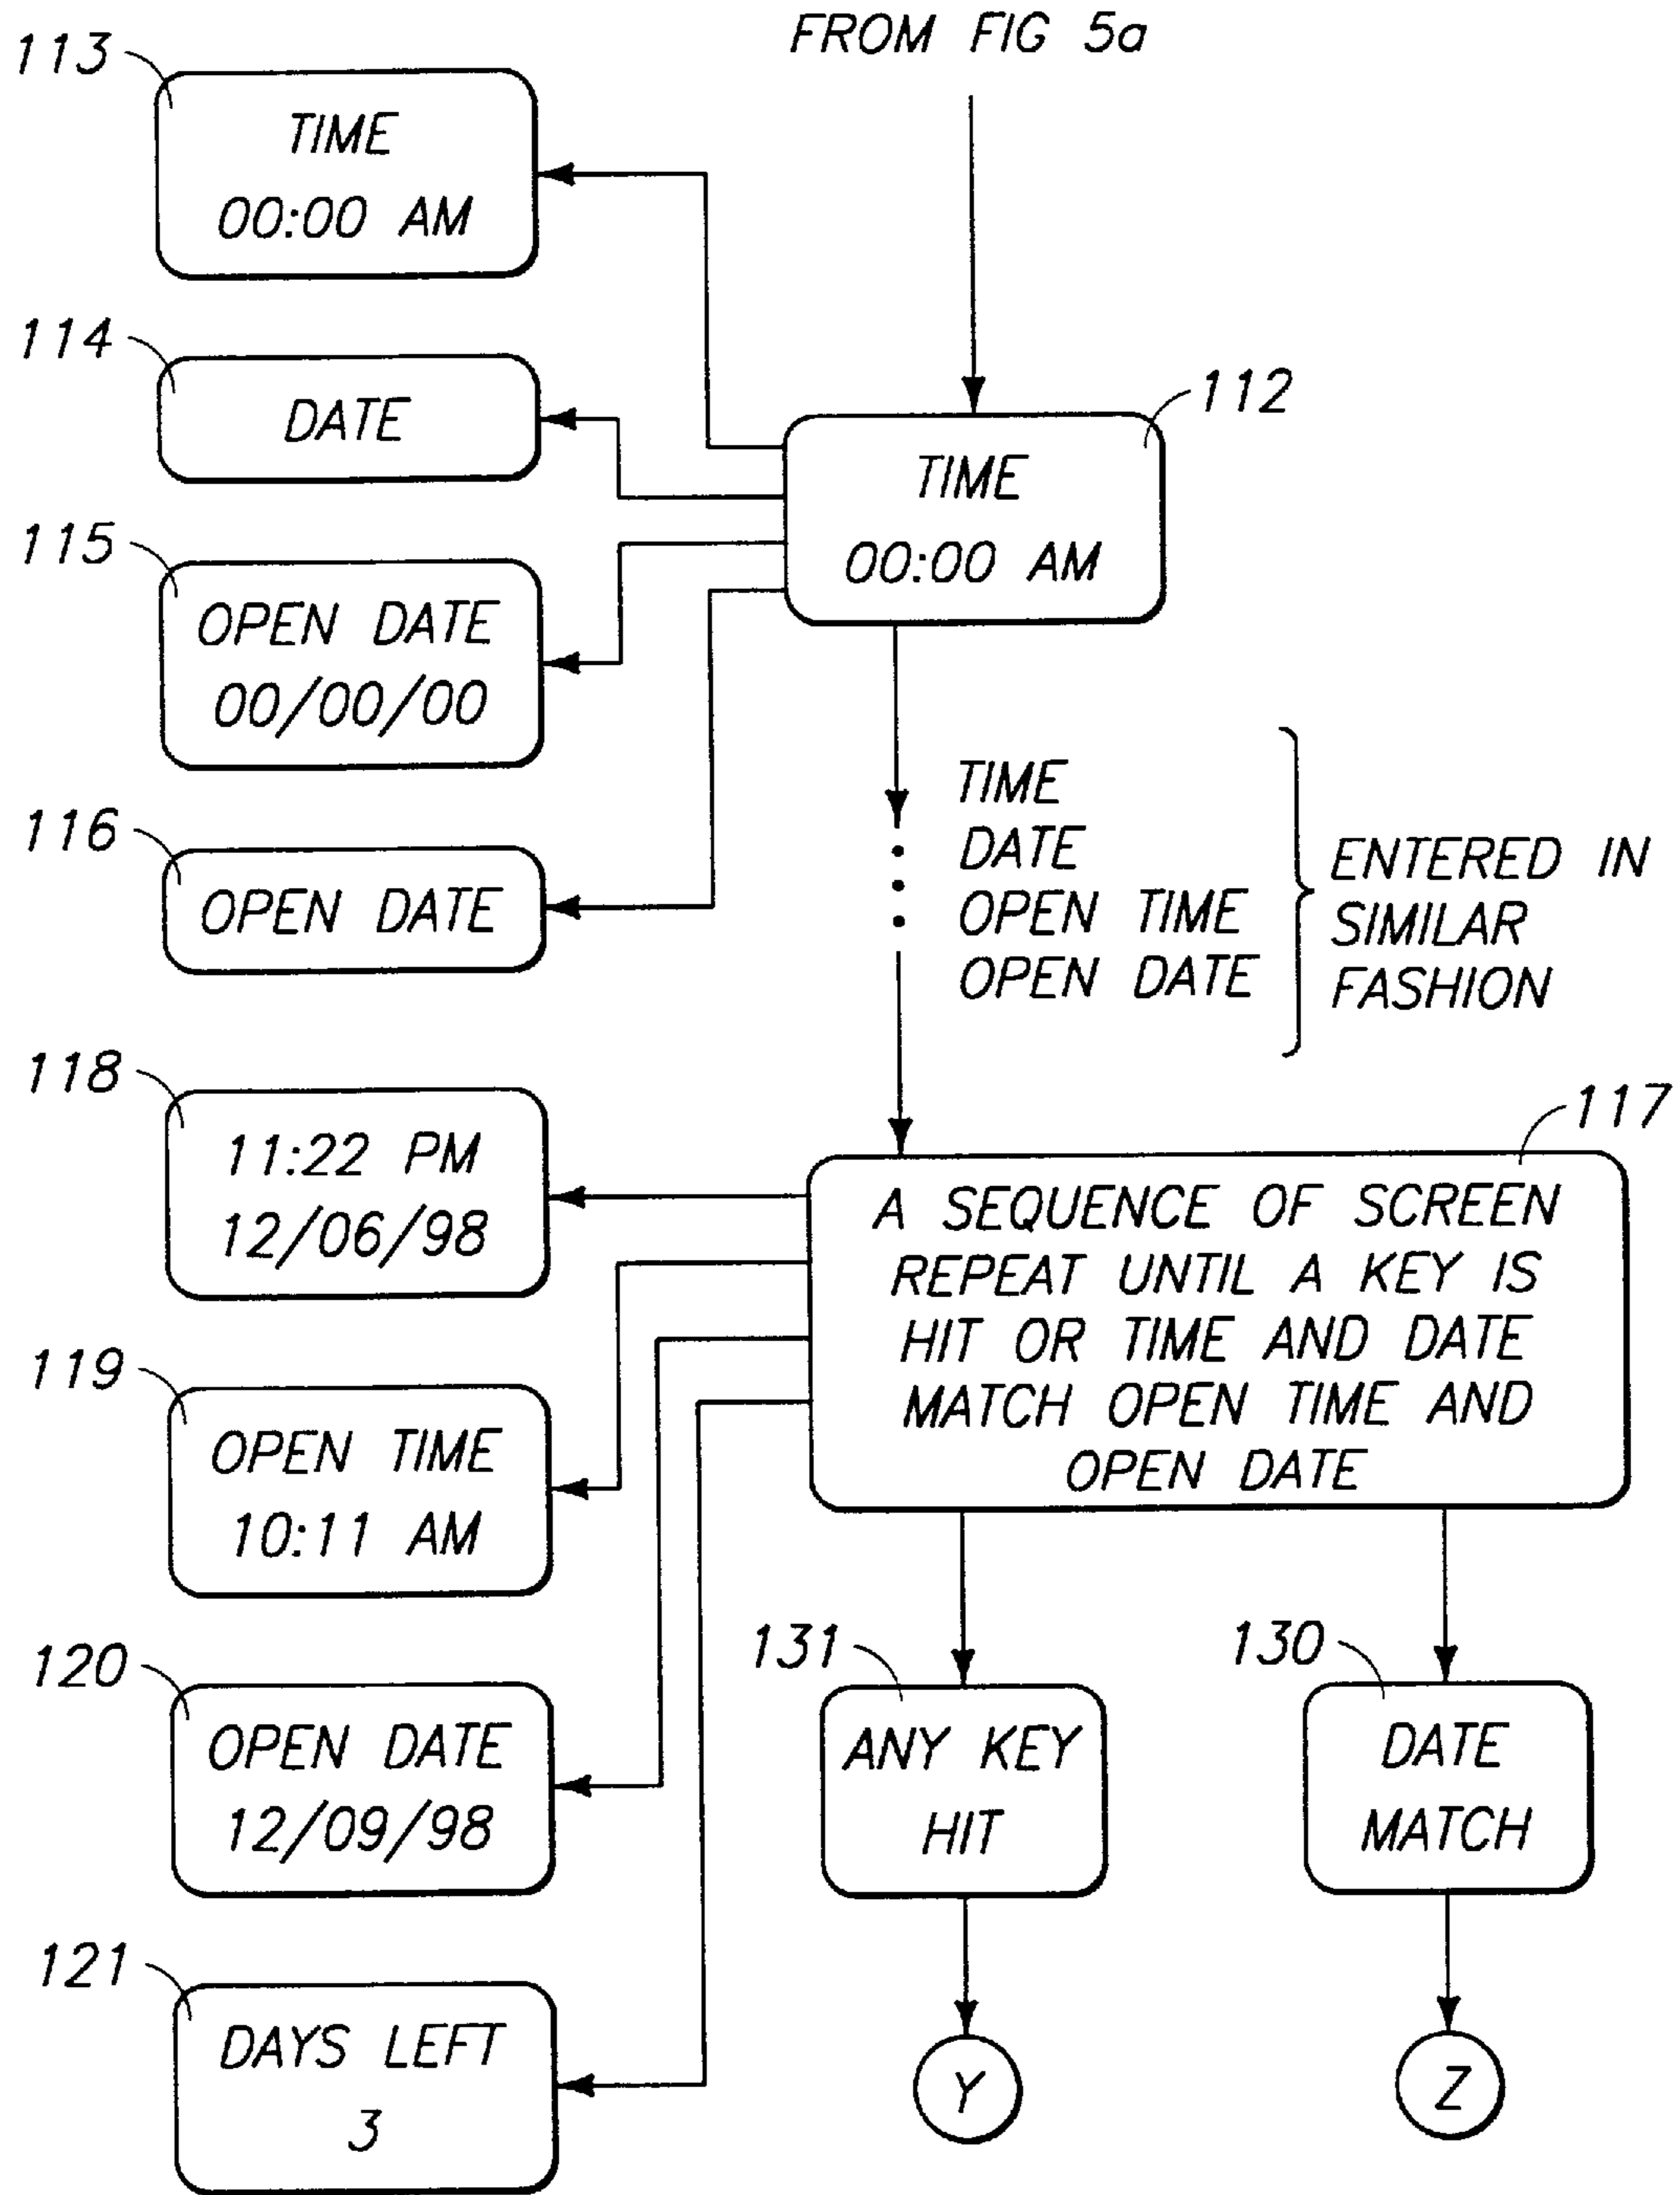 FROM FIG 5a
113
TIME
00:00 AM
114
DATE
112
TIME
00:00 AM
115
OPEN DATE
00/00/00
116
OPEN DATE
TIME
DATE
OPEN TIME
OPEN DATE
ENTERED IN
SIMILAR
FASHION
117
A SEQUENCE OF SCREEN
REPEAT UNTIL A KEY IS
HIT OR TIME AND DATE
MATCH OPEN TIME AND
OPEN DATE
118
11:22 PM
12/06/98
119
OPEN TIME
10:11 AM
120
OPEN DATE
12/09/98
121
DAYS LEFT
3
131
ANY KEY
HIT
130
DATE
MATCH
Y
Z